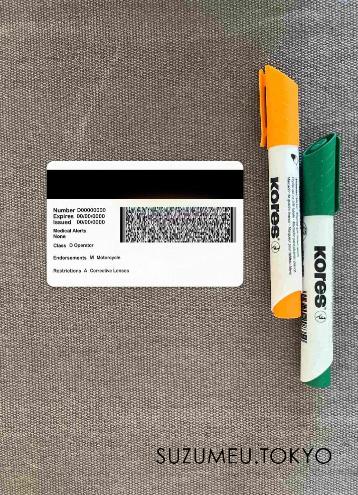 Number D00000000
Expires 00/00/0000
Issued 00/00/0000
Medical Alerts
None
Class D Operator
Endorsements M Motorcycle
Restrictions A Corrective Lenses
Kores
Kores
SUZUMEU.TOKYO